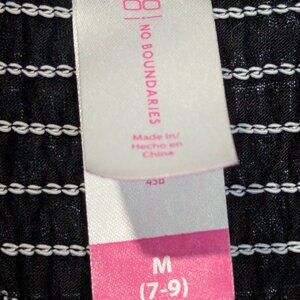 NO BOUNDARIES
Made in/
Hecho en
China
M
(7-9)